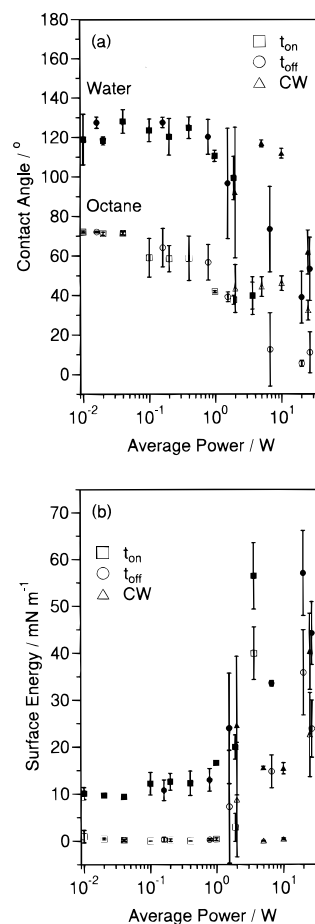 (a)
□ t_on
○ t_off
△ CW
Water
Octane
Contact Angle / °
180
160
140
120
100
80
60
40
20
0
10^-2
10^-1
10^0
10^1
Average Power / W
(b)
□ t_on
○ t_off
△ CW
Surface Energy / mN m^-1
70
60
50
40
30
20
10
0
10^-2
10^-1
10^0
10^1
Average Power / W